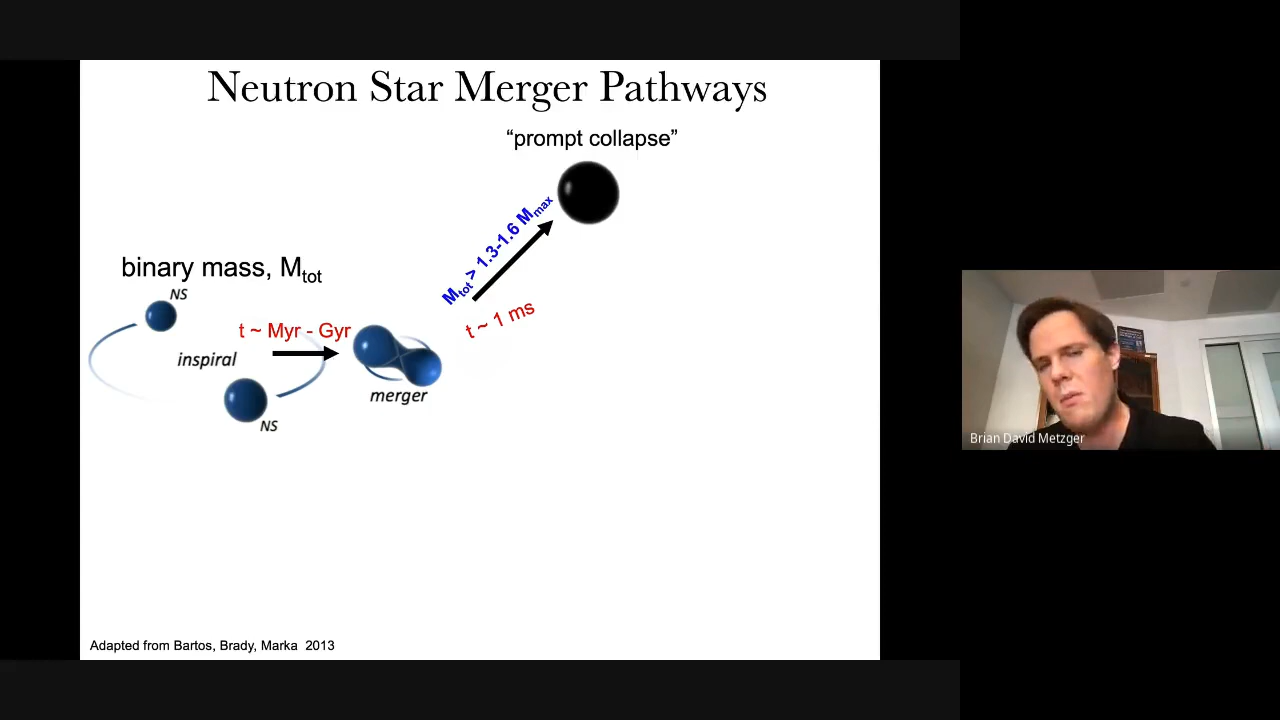 Neutron Star Merger Pathways
“prompt collapse”
Mtot > 1.3-1.6 Mmax
t ~ 1 ms
binary mass, Mtot
NS
t ~ Myr - Gyr
inspiral
merger
NS
Adapted from Bartos, Brady, Marka 2013
Brian David Metzger